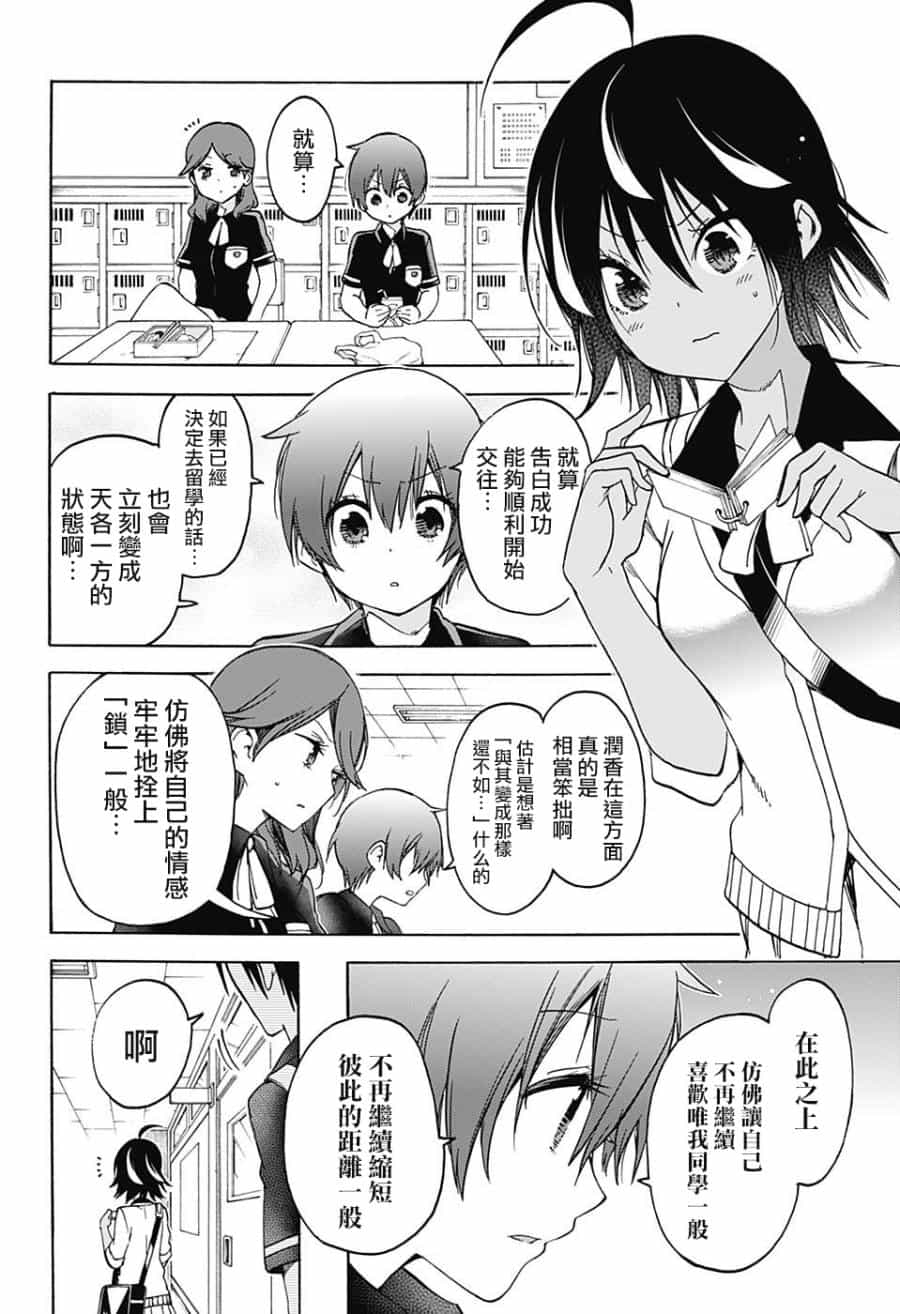 就算…
就算
告白成功
能夠順利開始
交往…
如果已經
決定去留學的話…
也會
立刻變成
天各一方的
狀態啊…
潤香在這方面
真的是
相當笨拙啊
估計是想著
「與其變成那樣
還不如…」什么的
仿佛將自己的情感
牢牢地拴上
「鎖」一般…
在此之上
仿佛讓自己
不再繼續
喜歡唯我同學一般
不再繼續縮短
彼此的距離一般
啊